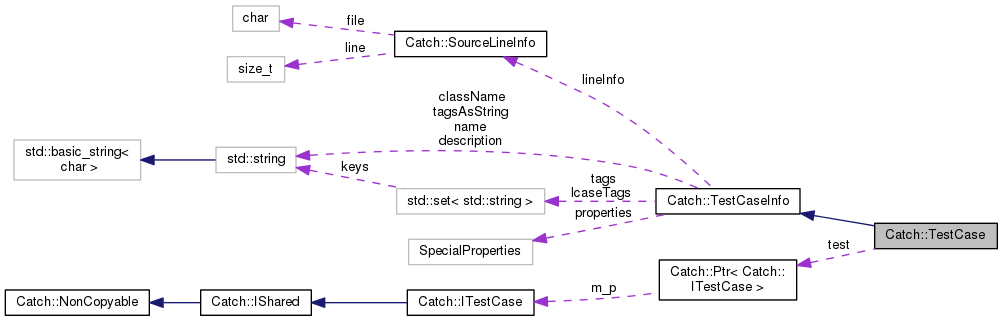 char
file
Catch::SourceLineInfo
line
size_t
lineInfo
className
tagsAsString
name
description
std::basic_string<
char >
std::string
keys
tags
lcaseTags
std::set< std::string >
Catch::TestCaseInfo
properties
SpecialProperties
Catch::TestCase
test
Catch::Ptr< Catch::
ITestCase >
m_p
Catch::NonCopyable
Catch::IShared
Catch::ITestCase